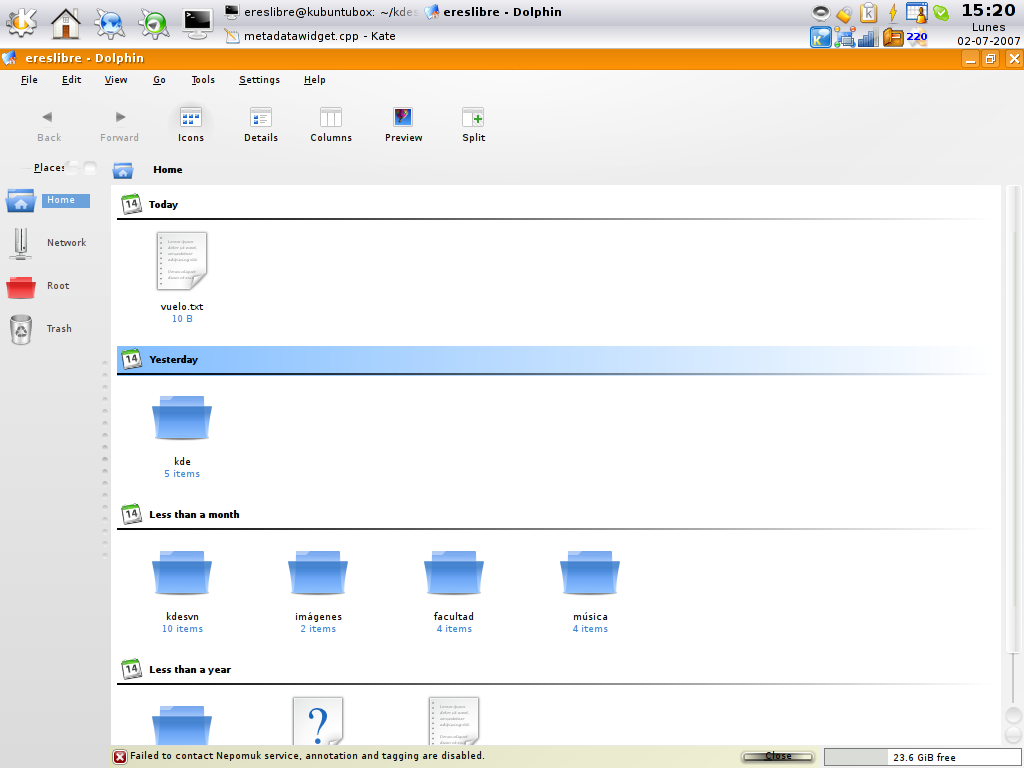 ereslibre@kubuntubox: ~/kde
ereslibre - Dolphin
metadatawidget.cpp - Kate
15:20
Lunes
02-07-2007
220
ereslibre - Dolphin
File Edit View Go Tools Settings Help
Back Forward Icons Details Columns Preview Split
Places
Home
Home
Network
Root
Trash
14 Today
vuelo.txt
10 B
14 Yesterday
kde
5 items
14 Less than a month
kdesvn imágenes facultad música
10 items 2 items 4 items 4 items
14 Less than a year
?
Failed to contact Nepomuk service, annotation and tagging are disabled.
Close
23.6 GiB free